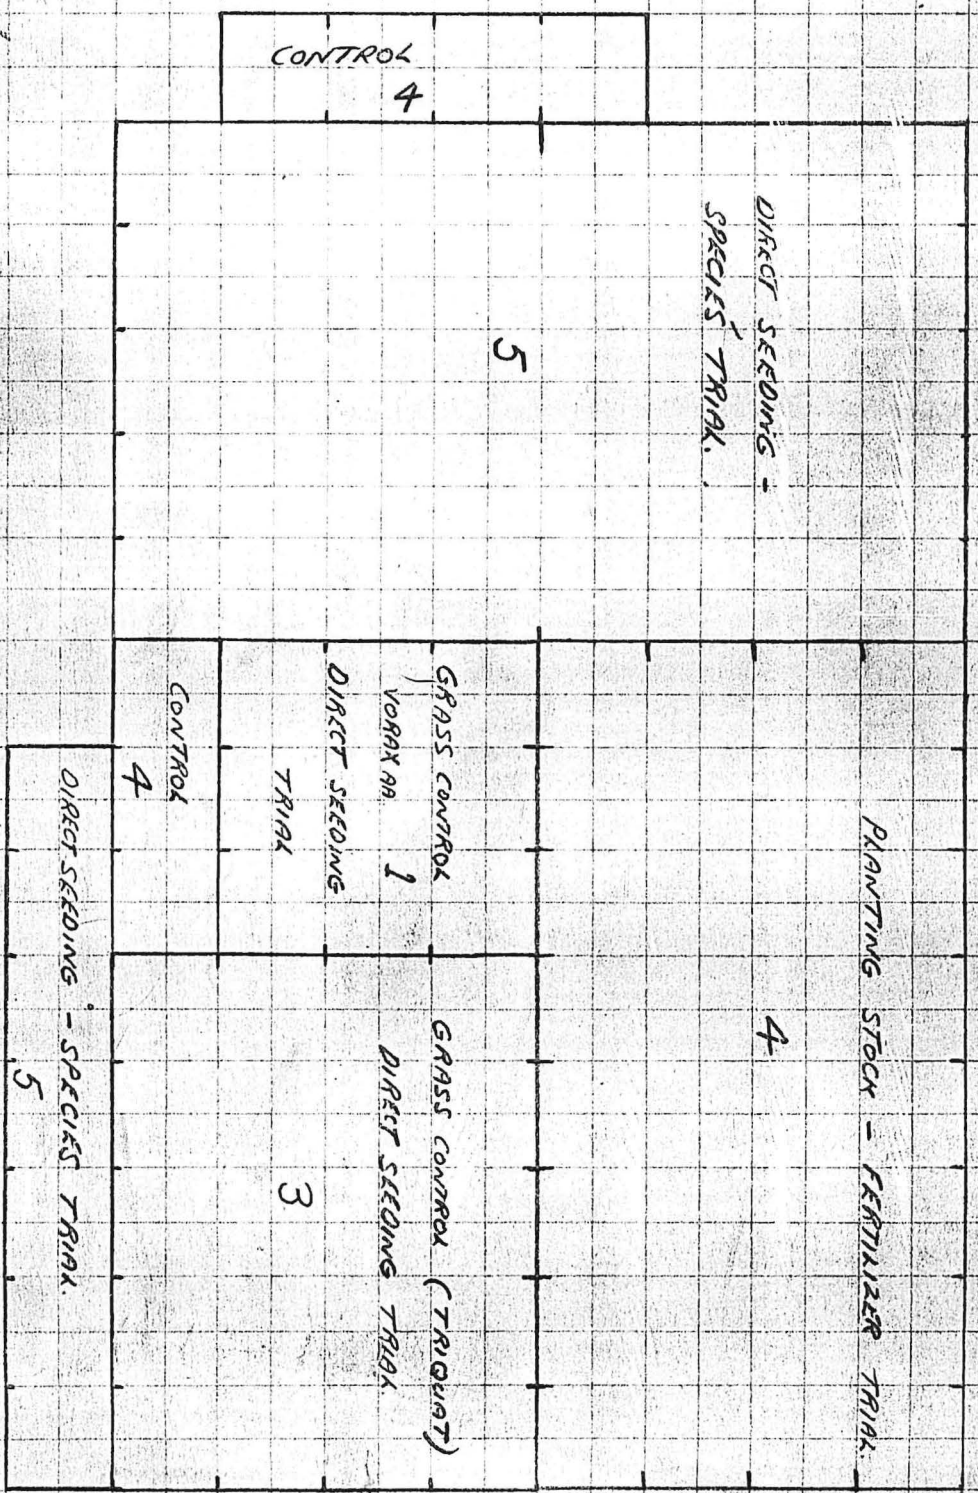 CONTROL
4
DIRECT SEEDING -
SPECIES TRIAL.
5
PLANTING STOCK - FERTILIZER TRIAL.
4
GRASS CONTROL
VORAX AA 1
DIRECT SEEDING
TRIAL
CONTROL
4
GRASS CONTROL (TRIQUAT)
DIRECT SEEDING TRIAL
3
DIRECT SEEDING - SPECIES TRIAL.
5